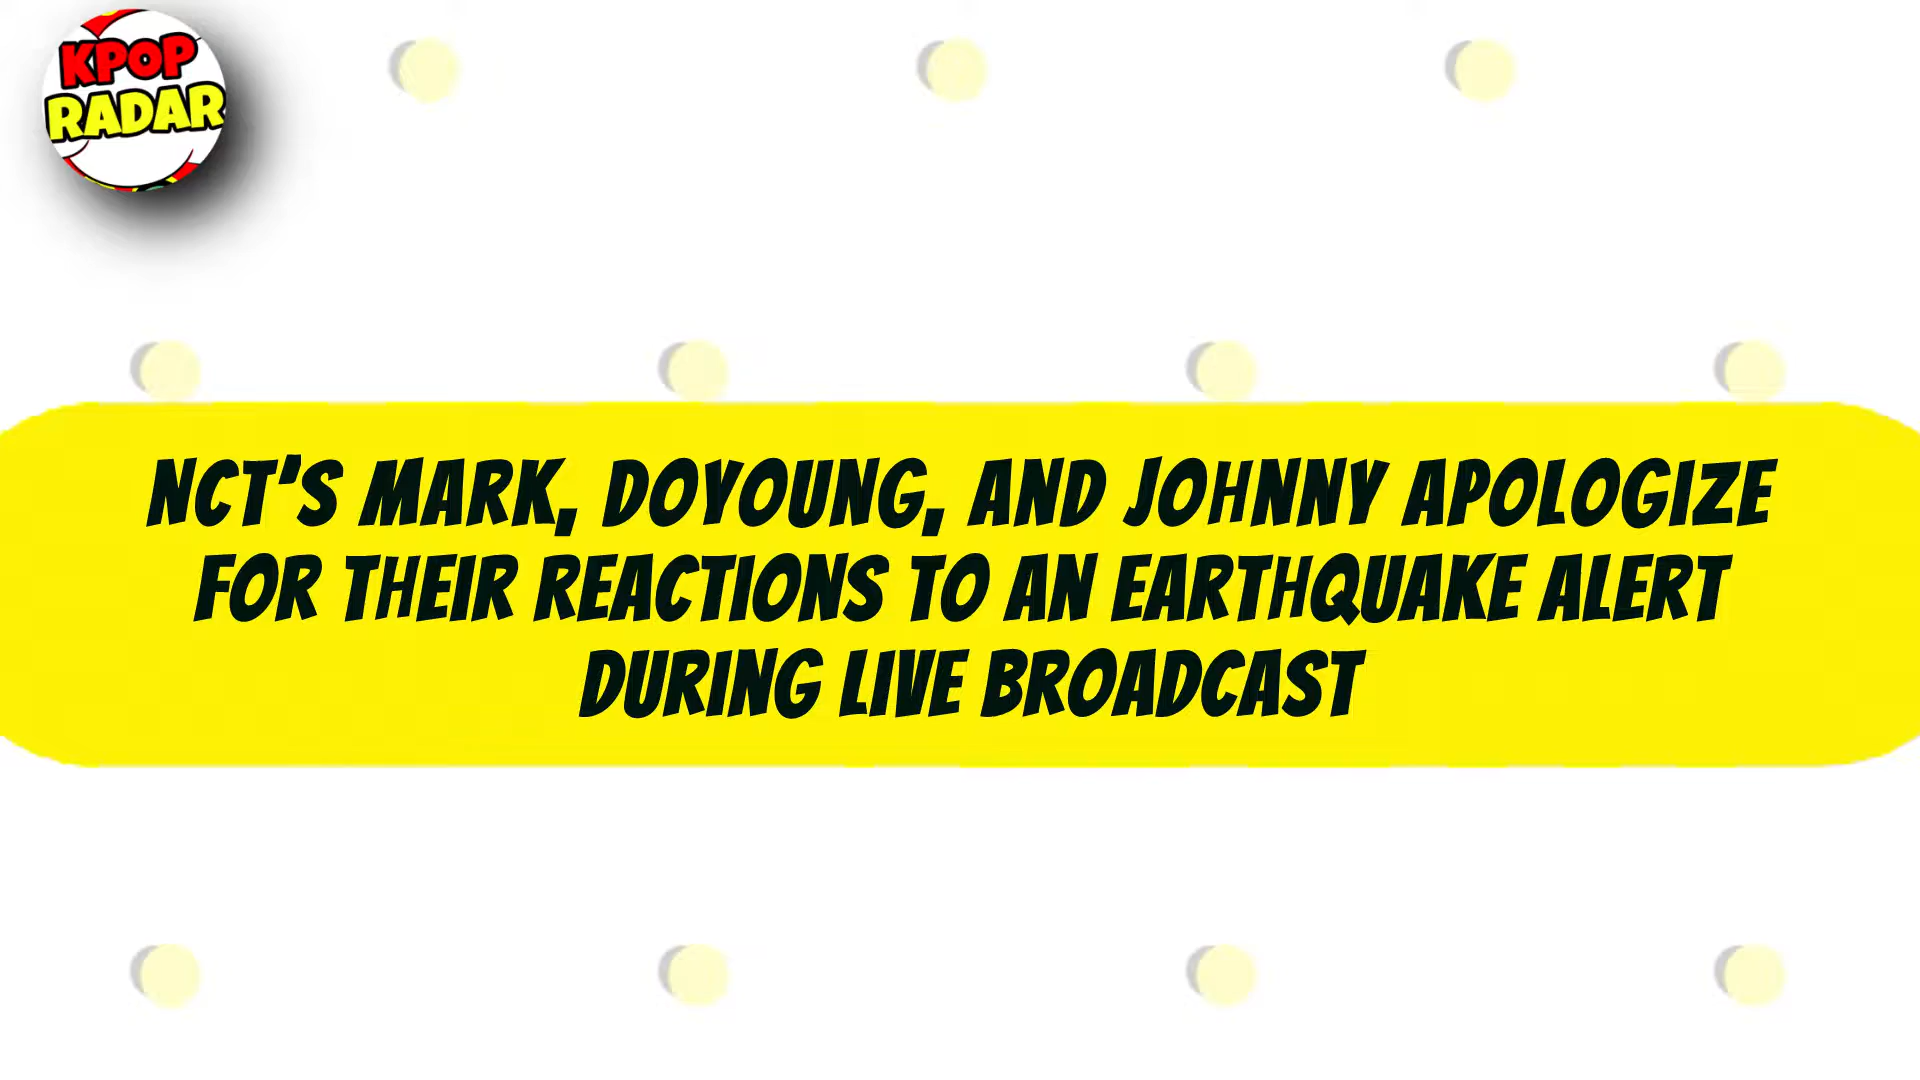 KPOP
RADAR
NCT'S MARK, DOYOUNG, AND JOHNNY APOLOGIZE
FOR THEIR REACTIONS TO AN EARTHQUAKE ALERT
DURING LIVE BROADCAST